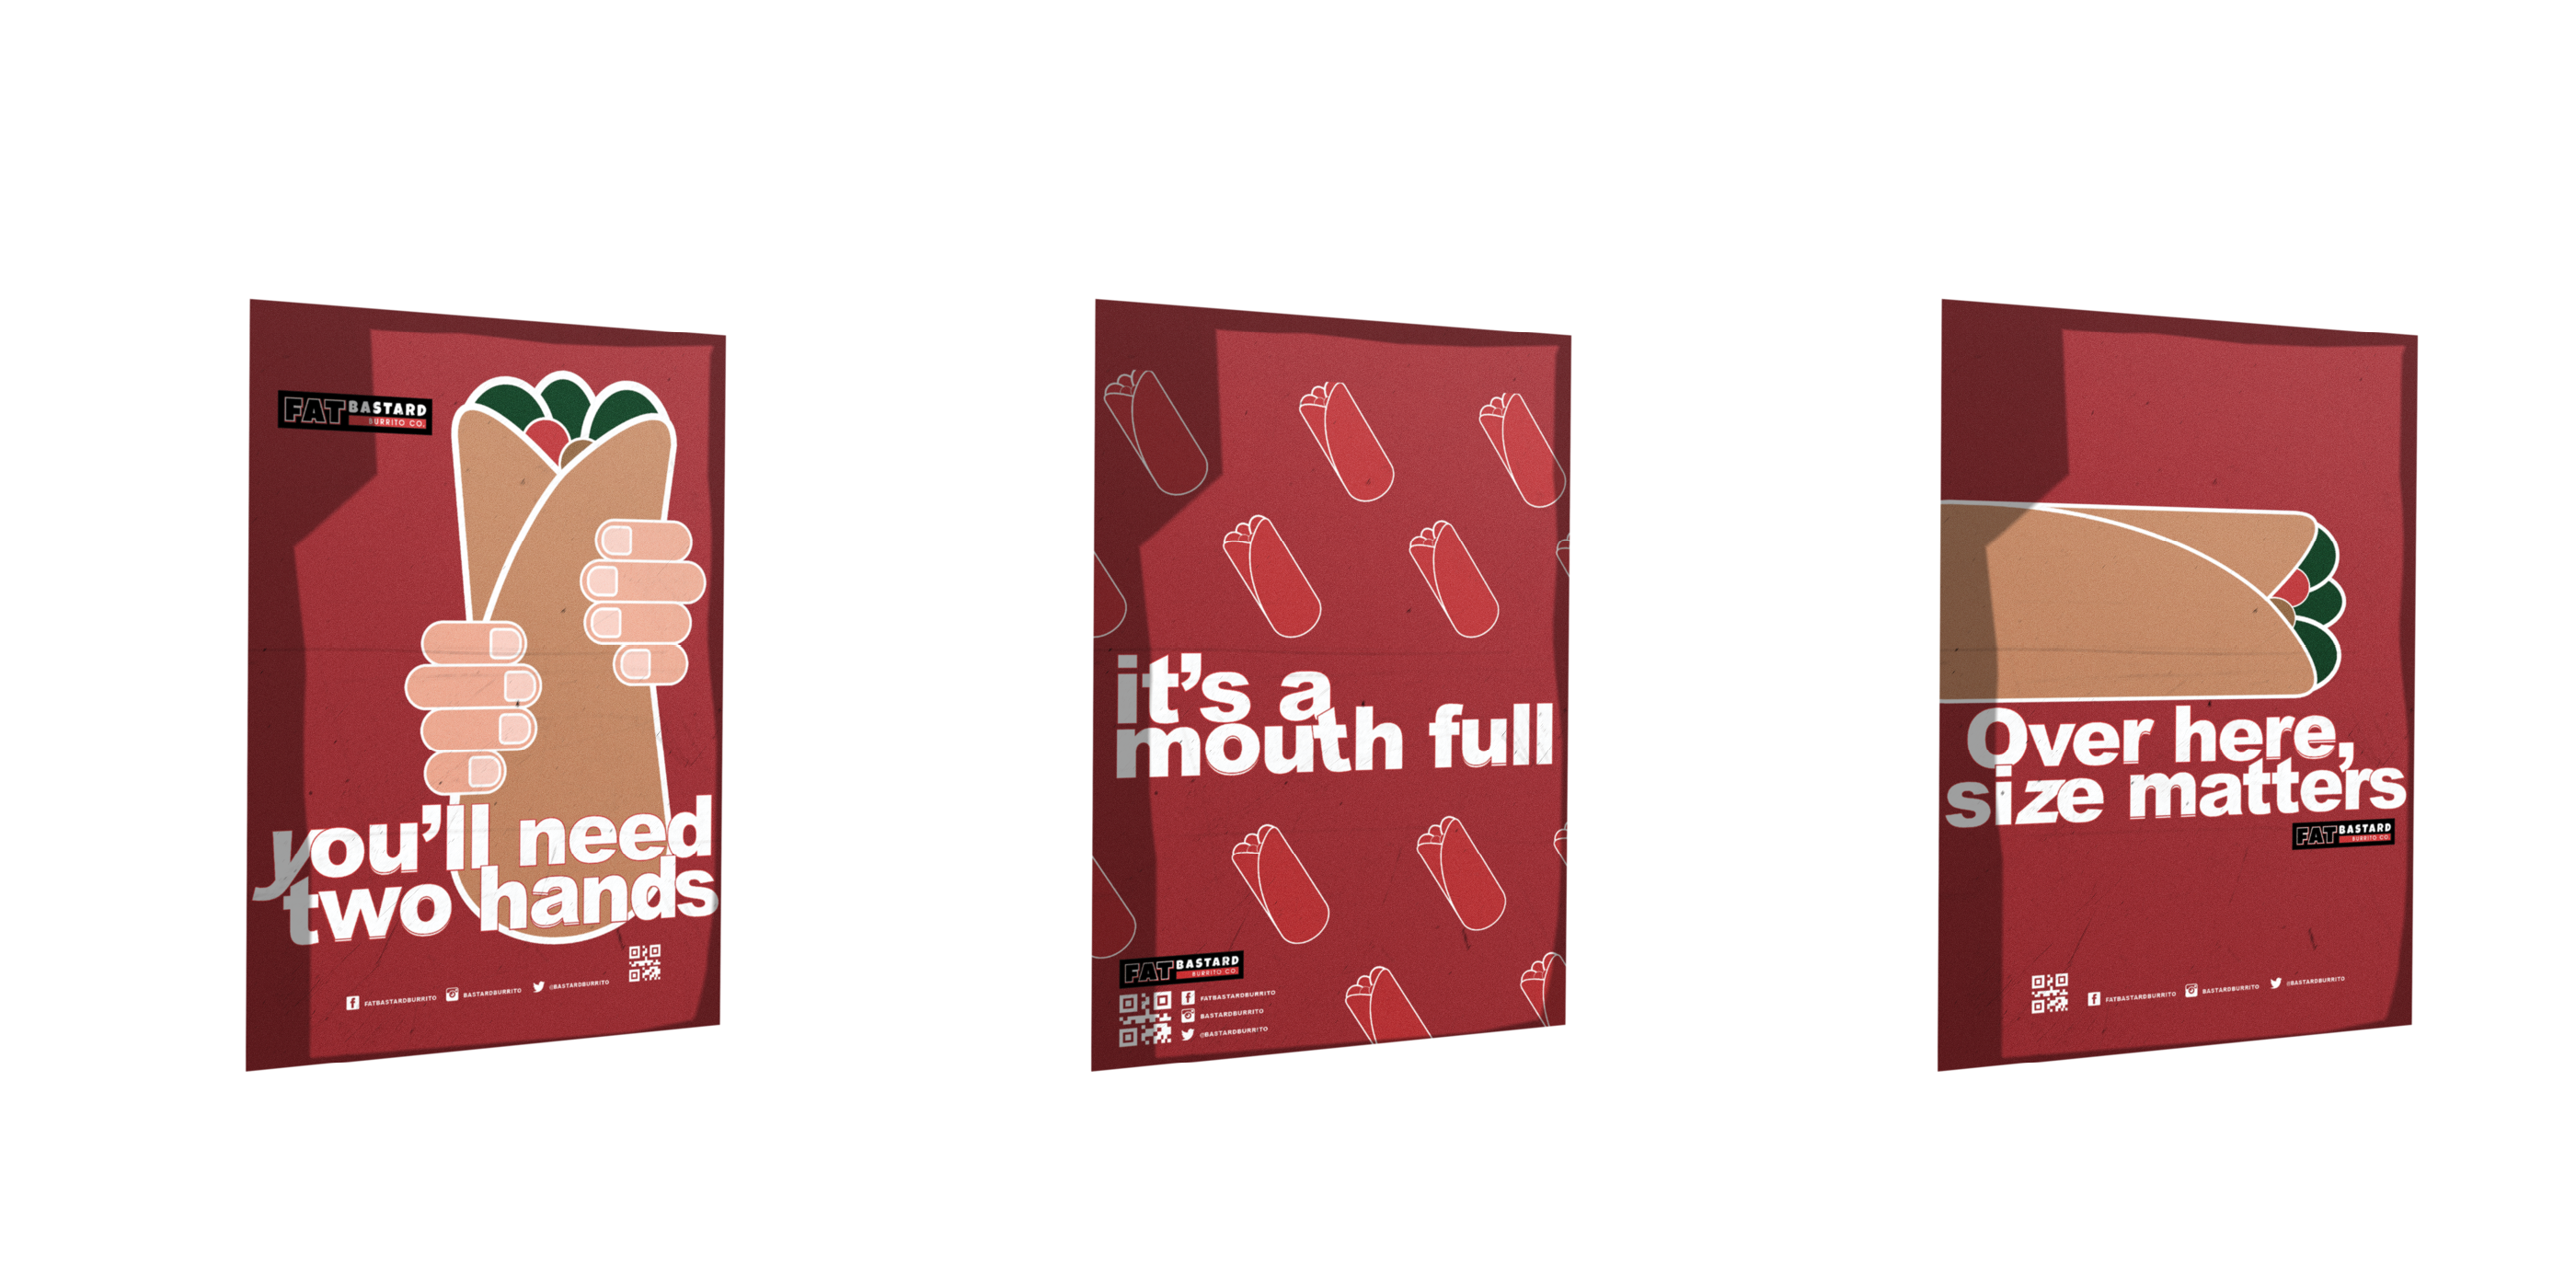 FAT BASTARD
BURRITO CO.
you'll need
two hands
FATBASTARDBURRITO
BASTARDBURRITO
@BASTARDBURRITO
it's a
mouth full
FAT BASTARD
BURRITO CO.
FATBASTARDBURRITO
BASTARDBURRITO
@BASTARDBURRITO
Over here,
size matters
FAT BASTARD
BURRITO CO.
FATBASTARDBURRITO
BASTARDBURRITO
@BASTARDBURRITO